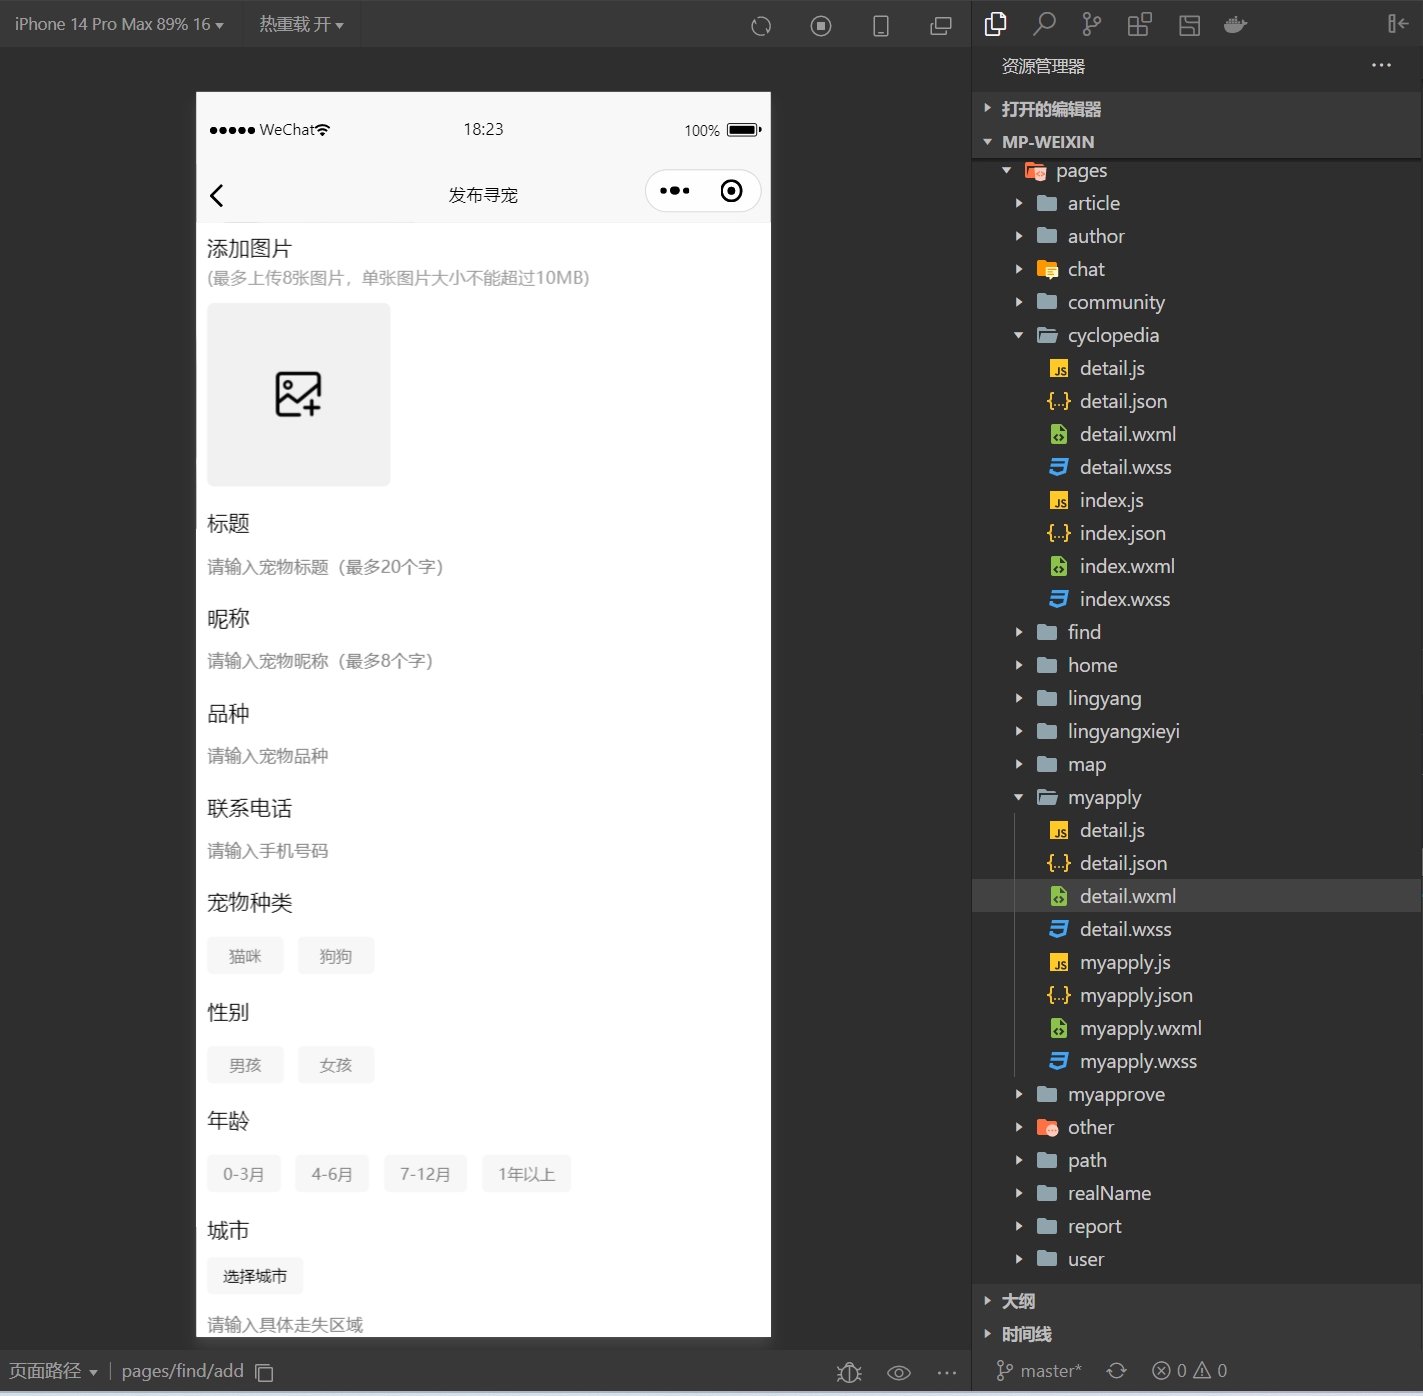 iPhone 14 Pro Max 89% 16
热重载 开
WeChat
18:23
100%
发布寻宠
添加图片
(最多上传8张图片，单张图片大小不能超过10MB)
标题
请输入宠物标题（最多20个字）
昵称
请输入宠物昵称（最多8个字）
品种
请输入宠物品种
联系电话
请输入手机号码
宠物种类
猫咪
狗狗
性别
男孩
女孩
年龄
0-3月
4-6月
7-12月
1年以上
城市
选择城市
请输入具体走失区域
页面路径
pages/find/add
资源管理器
打开的编辑器
MP-WEIXIN
pages
article
author
chat
community
cyclopedia
JS detail.js
{..} detail.json
detail.wxml
detail.wxss
JS index.js
{..} index.json
index.wxml
index.wxss
find
home
lingyang
lingyangxieyi
map
myapply
JS detail.js
{..} detail.json
detail.wxml
detail.wxss
JS myapply.js
{..} myapply.json
myapply.wxml
myapply.wxss
myapprove
other
path
realName
report
user
大纲
时间线
master*
0
0